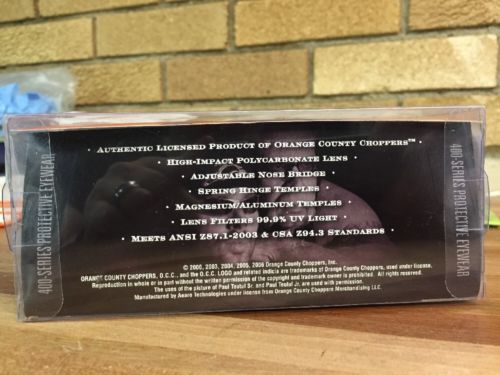 • Authentic Licensed Product of Orange County Choppers™ •
• High-Impact Polycarbonate Lens •
• Adjustable Nose Bridge •
• Spring Hinge Temples •
• Magnesium/Aluminum Temples •
• Lens Filters 99.9% UV Light •
• Meets ANSI Z87.1-2003 & CSA Z94.3 Standards •
© 2000, 2003, 2004, 2005, 2006 Orange County Choppers, Inc.
ORANGE COUNTY CHOPPERS, O.C.C., and the O.C.C. LOGO and related indicia are trademarks of Orange County Choppers, used under license.
Reproduction in whole or in part without the written permission of the copyright and trademark owner is prohibited. All rights reserved.
The uses of the picture of Paul Teutul Sr. and Paul Teutul Jr. are used with permission.
Manufactured by Aearo Technologies under license from Orange County Choppers Merchandizing LLC.
400-SERIES PROTECTIVE EYEWEAR
400-SERIES PROTECTIVE EYEWEAR